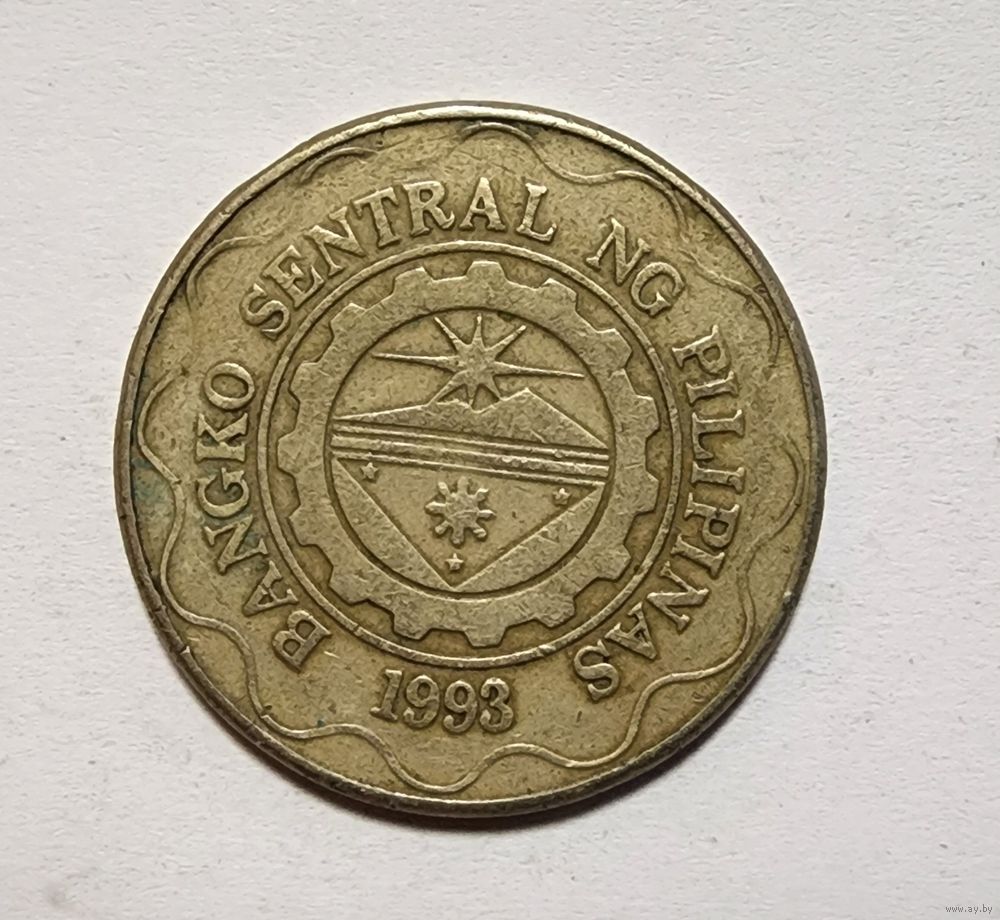 BANGKO SENTRAL NG PILIPINAS
1993
www.ay.by